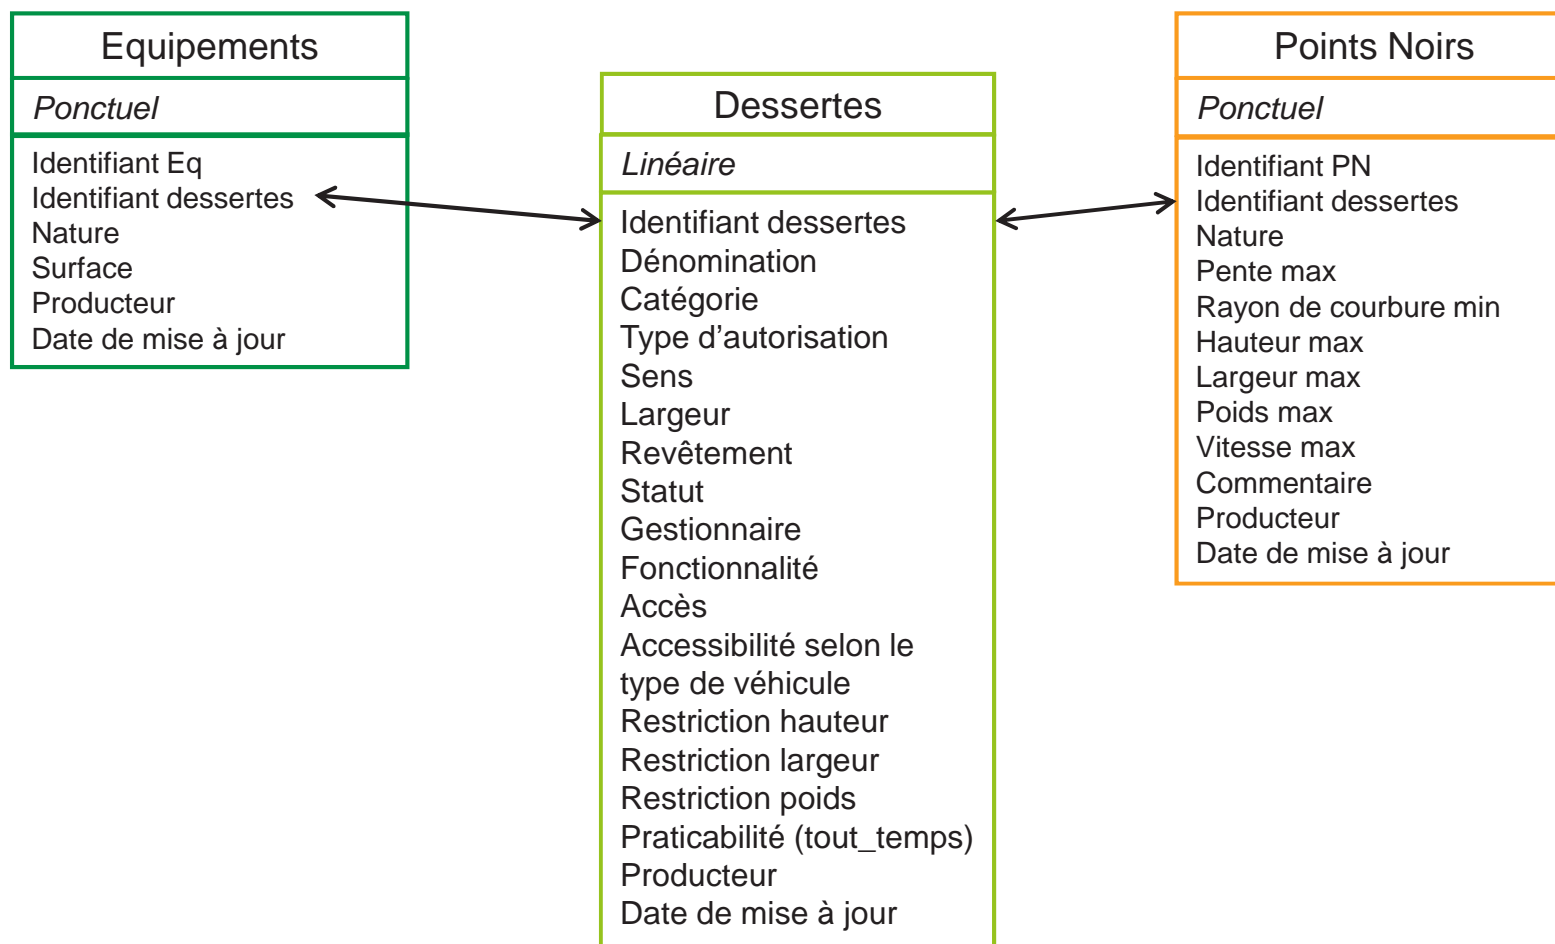 Equipements
Ponctuel
Identifiant Eq
Identifiant dessertes
Nature
Surface
Producteur
Date de mise à jour
Dessertes
Linéaire
Identifiant dessertes
Dénomination
Catégorie
Type d’autorisation
Sens
Largeur
Revêtement
Statut
Gestionnaire
Fonctionnalité
Accès
Accessibilité selon le
type de véhicule
Restriction hauteur
Restriction largeur
Restriction poids
Praticabilité (tout_temps)
Producteur
Date de mise à jour
Points Noirs
Ponctuel
Identifiant PN
Identifiant dessertes
Nature
Pente max
Rayon de courbure min
Hauteur max
Largeur max
Poids max
Vitesse max
Commentaire
Producteur
Date de mise à jour